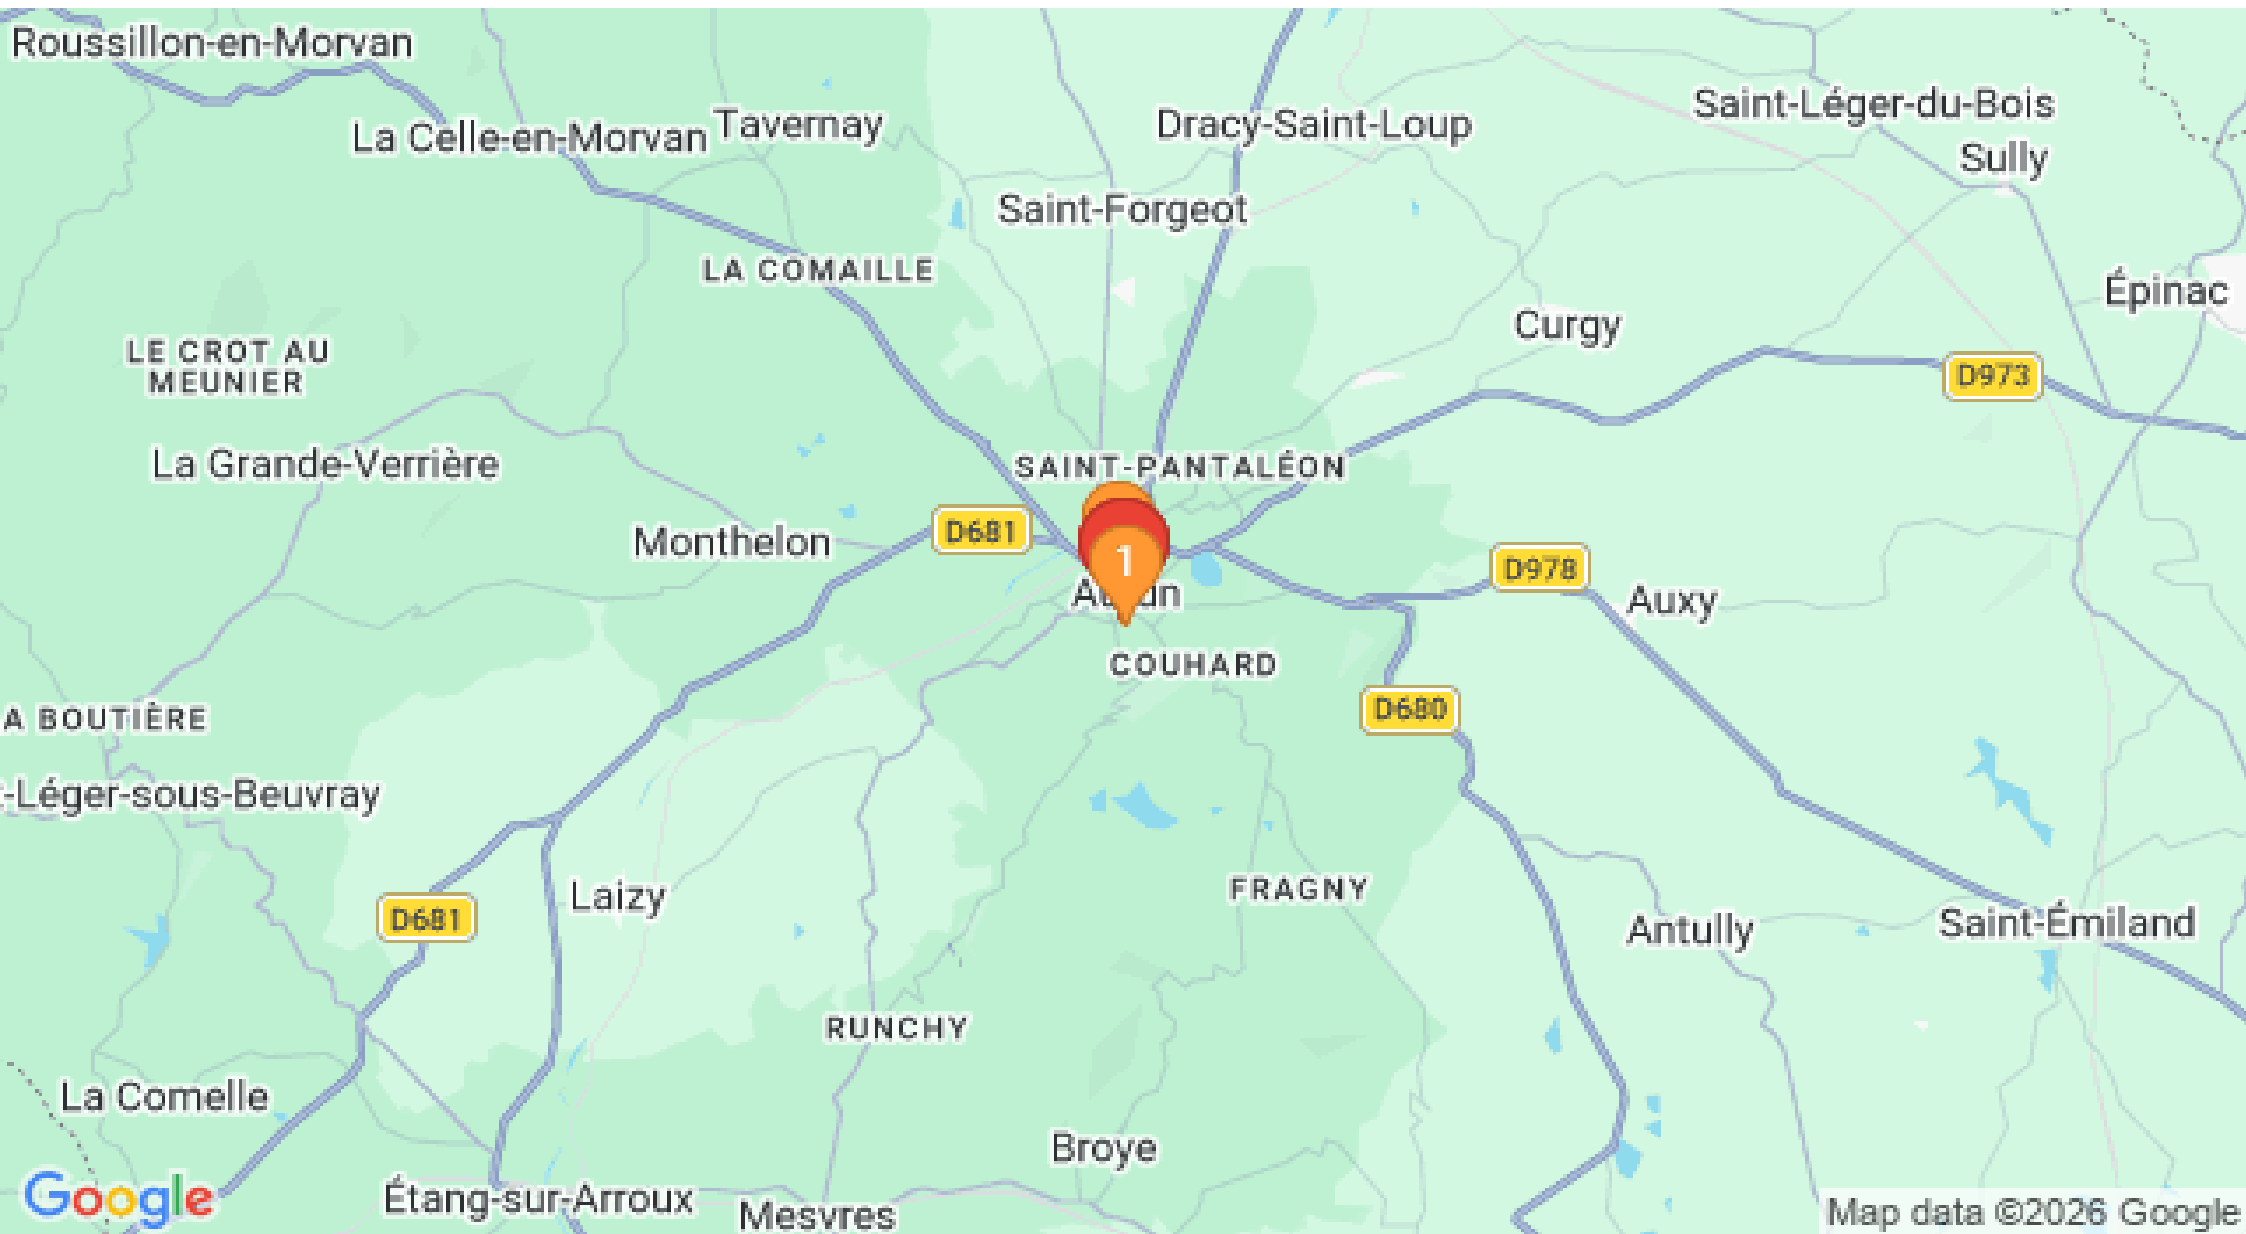 Roussillon-en-Morvan
La Celle-en-Morvan
Tavernay
Dracy-Saint-Loup
Saint-Léger-du-Bois
Sully
Saint-Forgeot
LA COMAILLE
Épinac
Curgy
LE CROT AU
MEUNIER
D973
La Grande-Verrière
SAINT-PANTALÉON
Monthelon
D681
1
D978
Auxy
COUHARD
D680
A BOUTIÈRE
-Léger-sous-Beuvray
Laizy
D681
FRAGNY
Antully
Saint-Émiland
RUNCHY
La Comelle
Broye
Étang-sur-Arroux
Mesvres
Google
Map data ©2026 Google